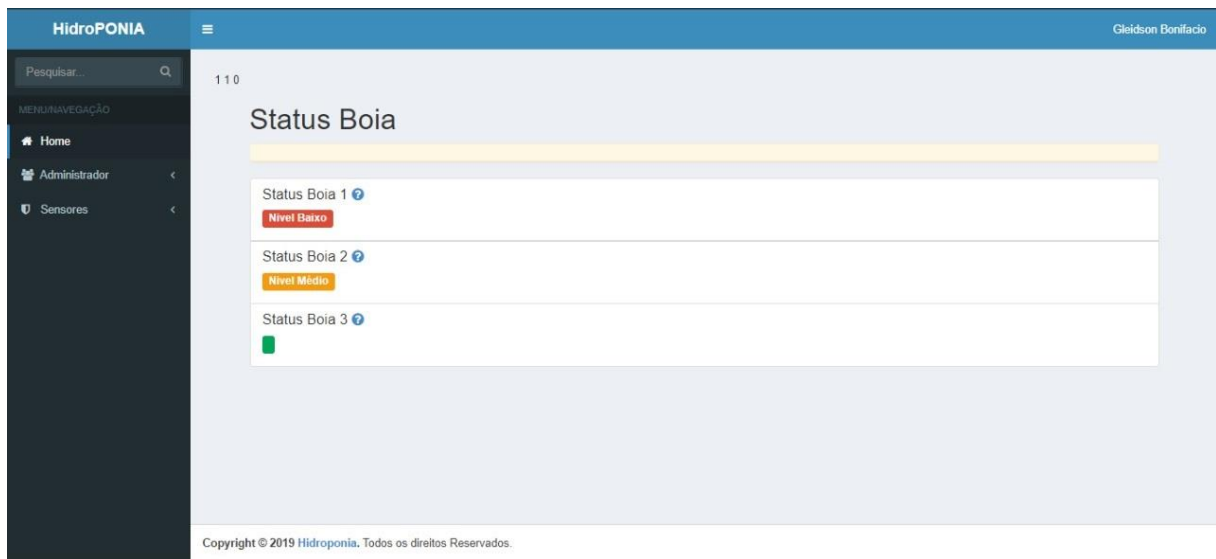 HidroPONIA
Gleidson Bonifacio
Pesquisar...
MENU/NAVEGAÇÃO
Home
Administrador
Sensores
1 1 0
Status Boia
Status Boia 1
Nivel Baixo
Status Boia 2
Nivel Médio
Status Boia 3
Copyright © 2019 Hidroponia. Todos os direitos Reservados.